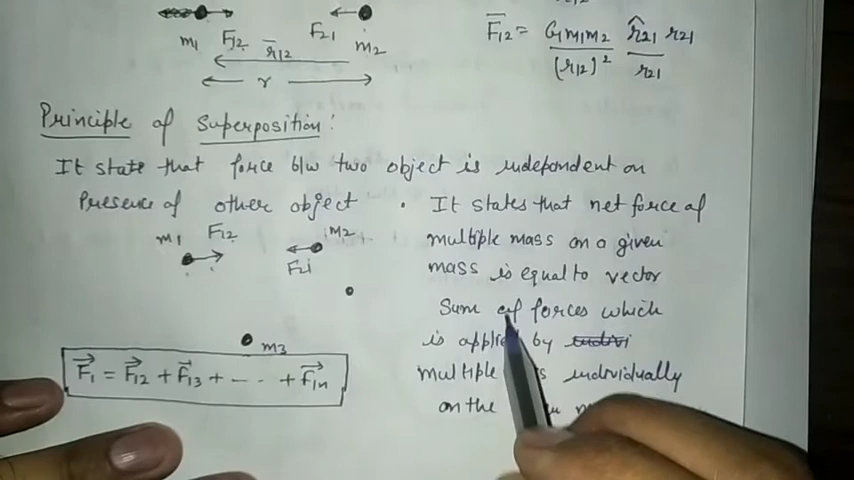 m1 F12 r12 F21 m2
r
F12 = G m1m2 / (r12)² r̂21 r21 / r21
Principle of Superposition:
It state that force b/w two object is independent on
Presence of other object
m1 F12 M2
F21
m3
F1 = F12 + F13 + -- .. + F1n
. It states that net force of
multiple mass on a given
mass is equal to vector
Sum of forces which
is by
multiple individually
on the